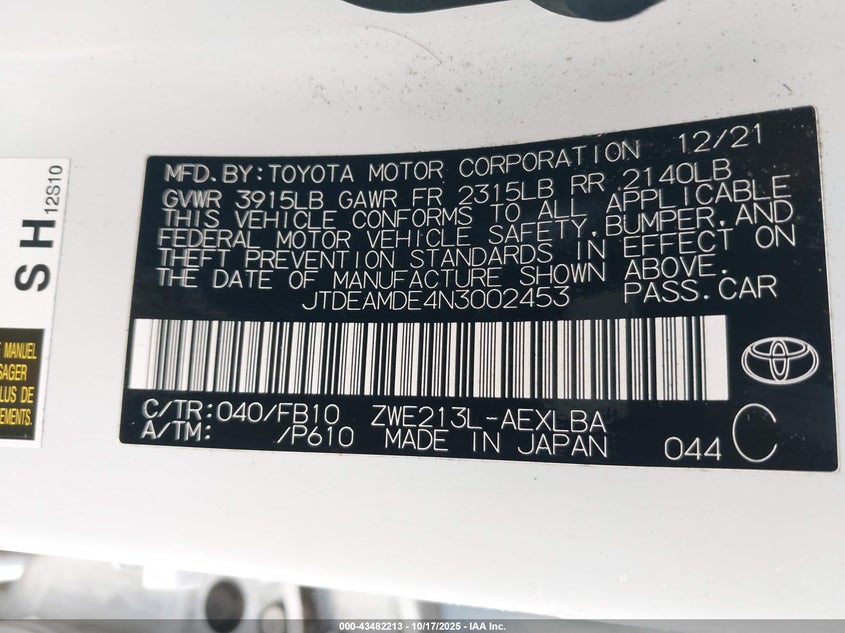 SH
12S10
MANUEL
SAGER
PLUS DE
EMENTS.
MFD. BY: TOYOTA MOTOR CORPORATION 12/21
GVWR 3915LB GAWR FR 2315LB RR 2140LB
THIS VEHICLE CONFORMS TO ALL APPLICABLE
FEDERAL MOTOR VEHICLE SAFETY, BUMPER, AND
THEFT PREVENTION STANDARDS IN EFFECT ON
THE DATE OF MANUFACTURE SHOWN ABOVE.
JTDEAMDE4N3002453 PASS. CAR
C/TR: 040/FB10 ZWE213L-AEXLBA
A/TM: /P610 MADE IN JAPAN 044 C
000-43482213 - 10/17/2025 - IAA Inc.